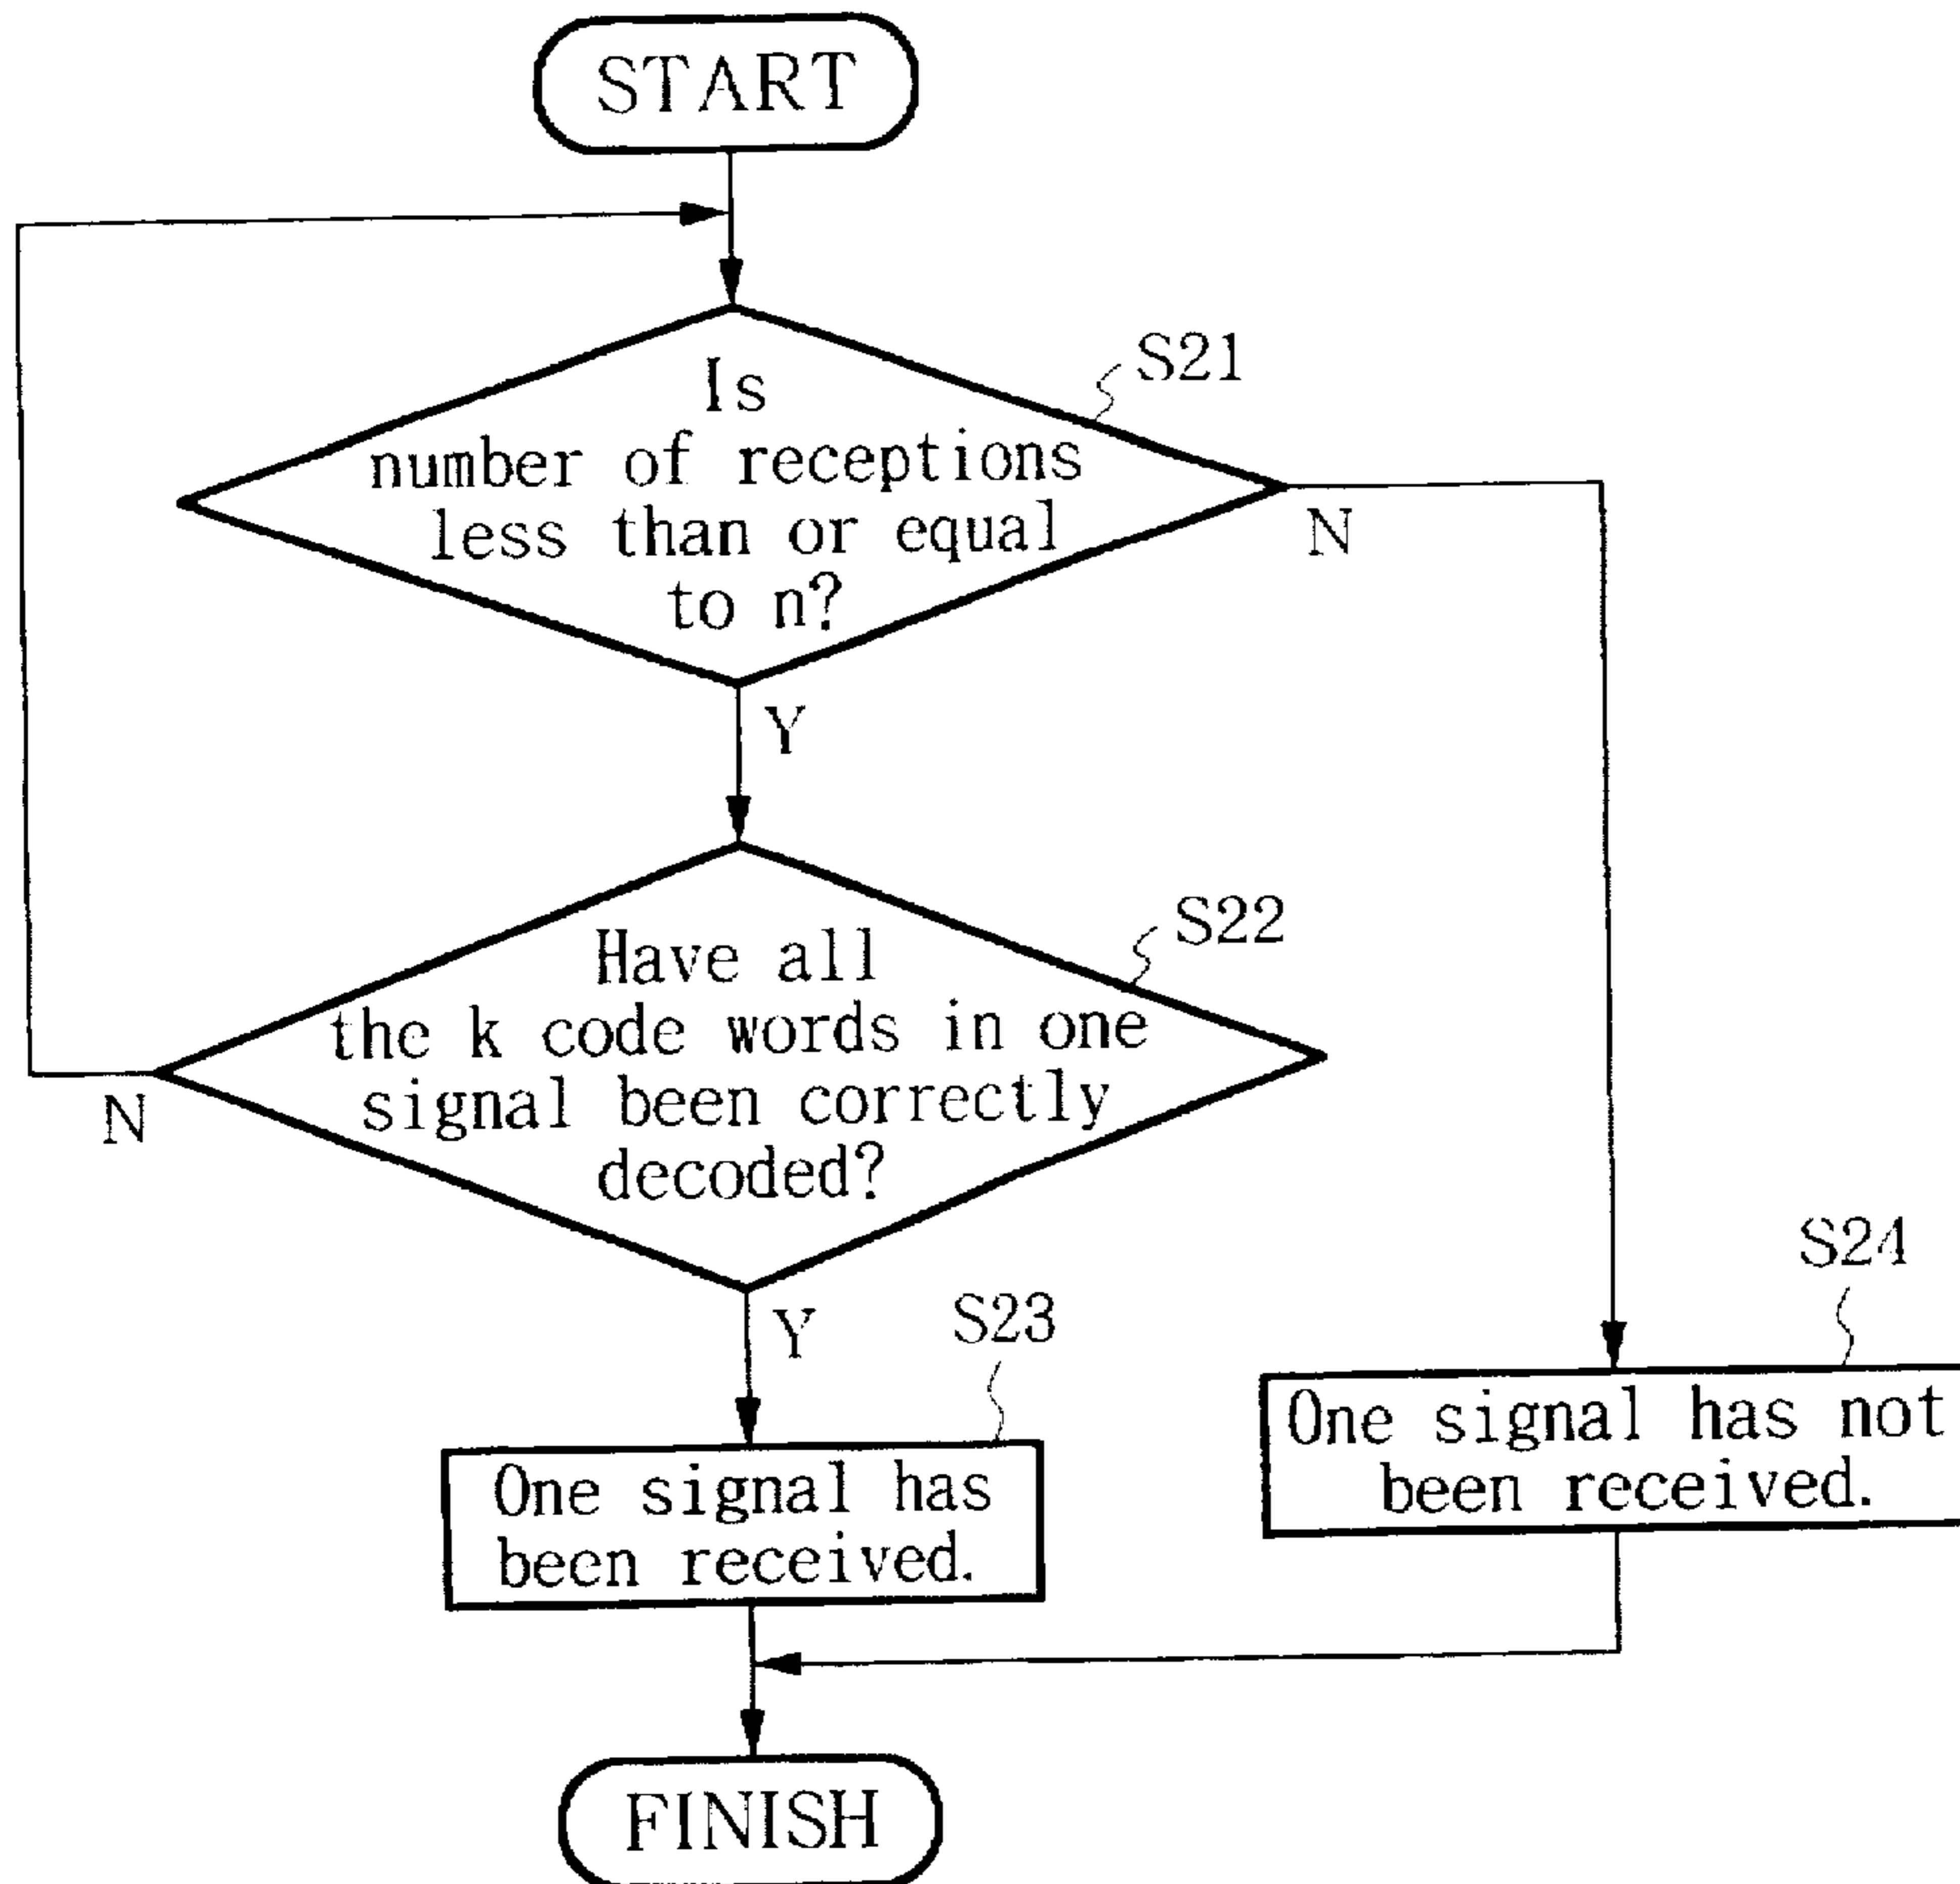 START
S21
Is
number of receptions
less than or equal
to n?
N
Y
S22
Have all
the k code words in one
signal been correctly
decoded?
N
Y
S23
S24
One signal has
been received.
One signal has not
been received.
FINISH